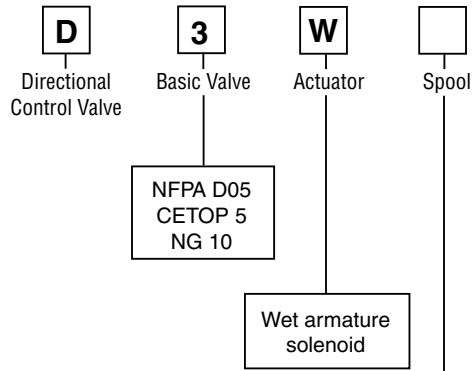 D 3 W
Directional Basic Valve Actuator Spool
Control Valve
NFPA D05
CETOP 5
NG 10
Wet armature
solenoid